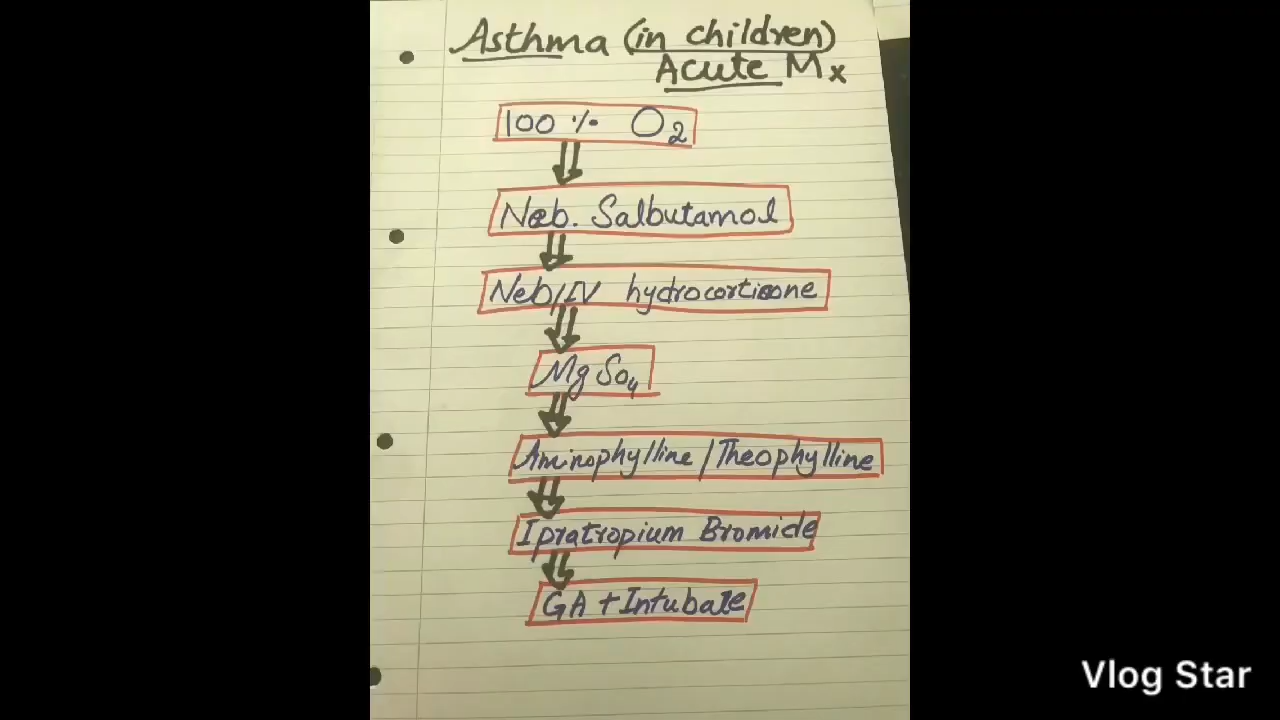 Asthma (in children)
Acute Mx
100 % O2
Neb. Salbutamol
Neb/IV hydrocortisone
MgSo4
Aminophylline/Theophylline
Ipratropium Bromide
GA + Intubate
Vlog Star